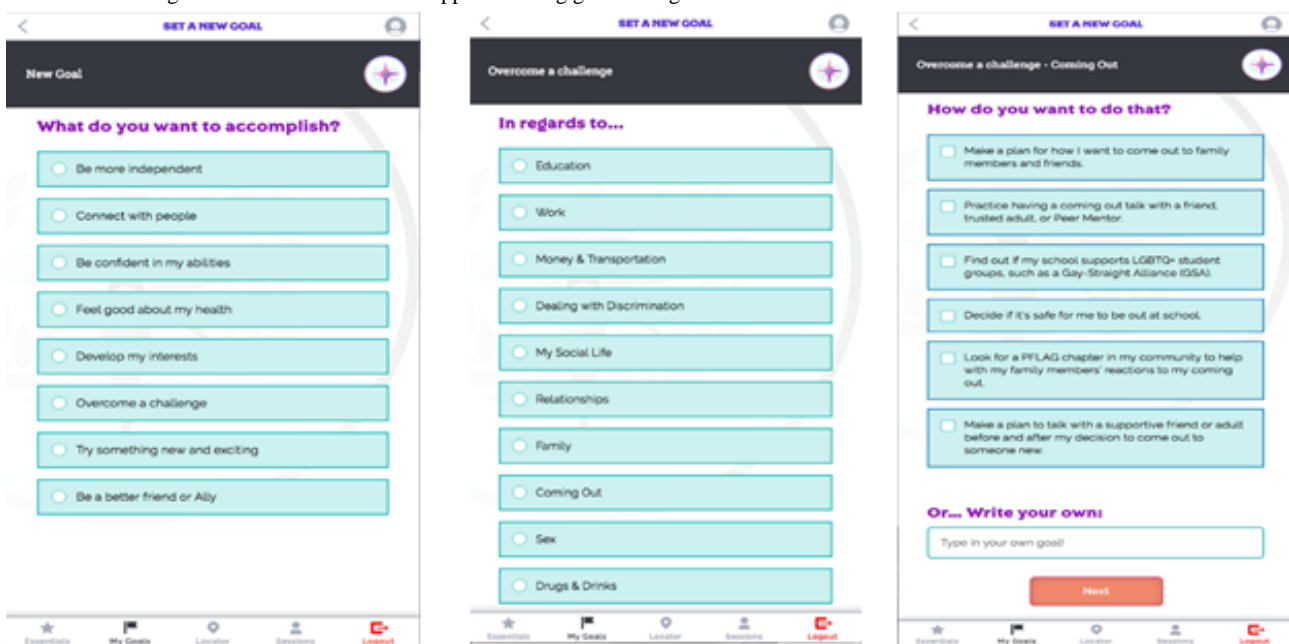 SET A NEW GOAL
New Goal
What do you want to accomplish?
Be more independent
Connect with people
Be confident in my abilities
Feel good about my health
Develop my interests
Overcome a challenge
Try something new and exciting
Be a better friend or Ally
Essentials
My Goals
Locator
Sessions
Logout
SET A NEW GOAL
Overcome a challenge
In regards to...
Education
Work
Money & Transportation
Dealing with Discrimination
My Social Life
Relationships
Family
Coming Out
Sex
Drugs & Drinks
Essentials
My Goals
Locator
Sessions
Logout
SET A NEW GOAL
Overcome a challenge - Coming Out
How do you want to do that?
Make a plan for how I want to come out to family
members and friends.
Practice having a coming out talk with a friend,
trusted adult, or Peer Mentor.
Find out if my school supports LGBTQ+ student
groups, such as a Gay-Straight Alliance (GSA).
Decide if it's safe for me to be out at school.
Look for a PFLAG chapter in my community to help
with my family members' reactions to my coming
out.
Make a plan to talk with a supportive friend or adult
before and after my decision to come out to
someone new.
Or... Write your own:
Type in your own goal!
Next
Essentials
My Goals
Locator
Sessions
Logout